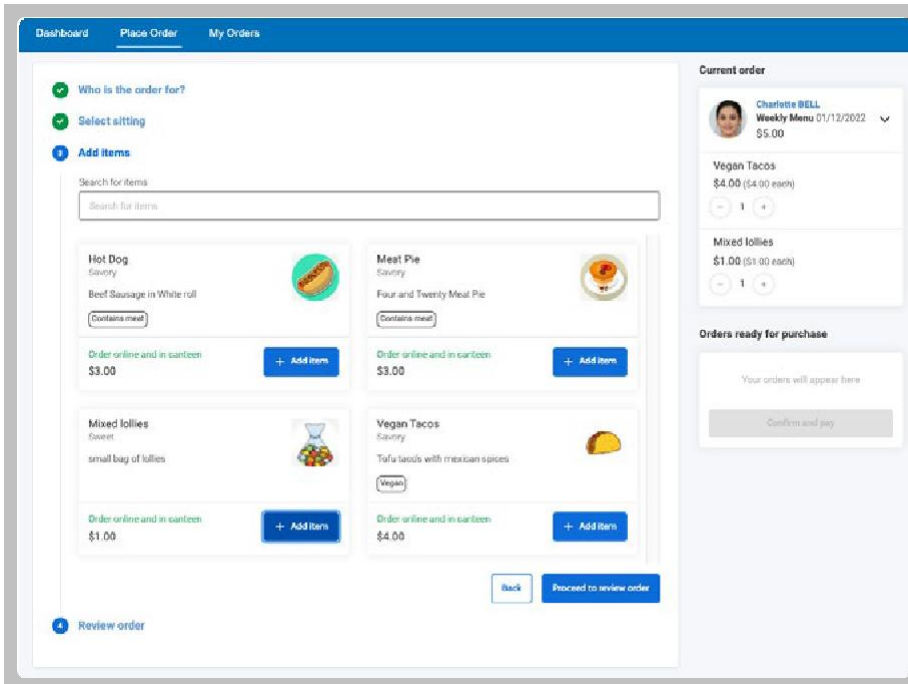 Dashboard Place Order My Orders
Who is the order for?
Select sitting
3 Add items
Search for items
Search for items
Hot Dog
Savory
Beef Sausage in White roll
Contains meat
Order online and in canteen
$3.00
+ Add item
Meat Pie
Savory
Four and Twenty Meat Pie
Contains meat
Order online and in canteen
$3.00
+ Add item
Mixed lollies
Sweet
small bag of lollies
Order online and in canteen
$1.00
+ Add item
Vegan Tacos
Savory
Tofu tacos with mexican spices
Vegan
Order online and in canteen
$4.00
+ Add item
Back Proceed to review order
4 Review order
Current order
Charlotte BELL
Weekly Menu 01/12/2022
$5.00
Vegan Tacos
$4.00 ($4.00 each)
- 1 +
Mixed lollies
$1.00 ($1.00 each)
- 1 +
Orders ready for purchase
Your orders will appear here
Confirm and pay